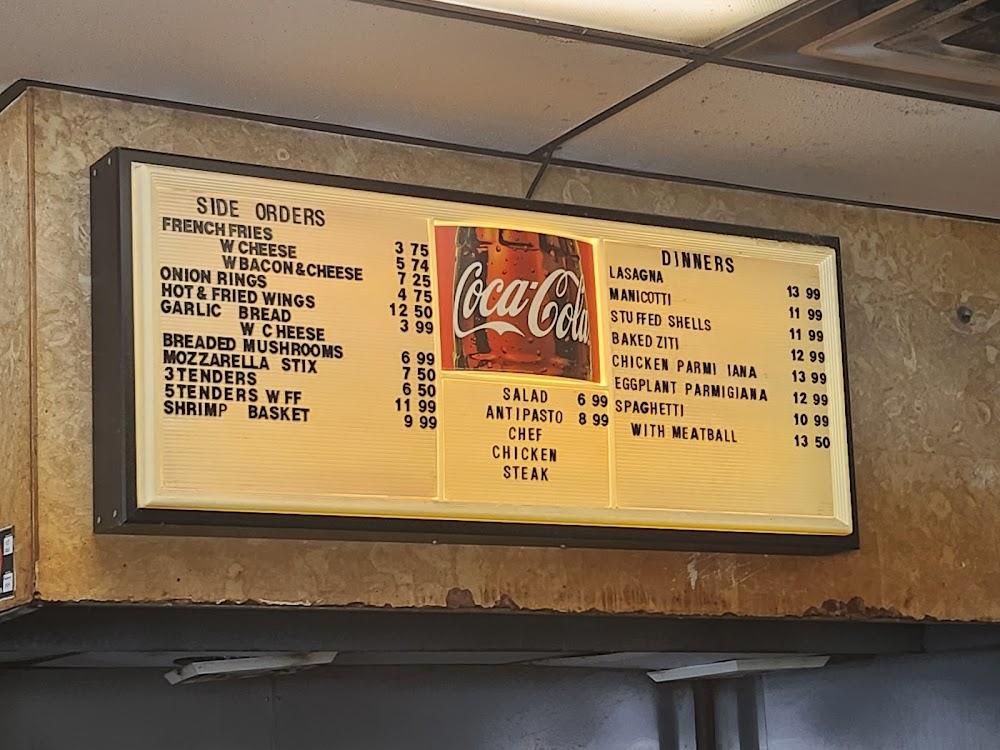 SIDE ORDERS
FRENCH FRIES 3 75
W CHEESE 5 74
W BACON & CHEESE 7 25
ONION RINGS 4 75
HOT & FRIED WINGS 12 50
GARLIC BREAD 3 99
W CHEESE
BREADED MUSHROOMS 6 99
MOZZARELLA STIX 7 50
3 TENDERS 6 50
5 TENDERS W FF 11 99
SHRIMP BASKET 9 99
Coca-Cola
SALAD 6 99
ANTIPASTO 8 99
CHEF
CHICKEN
STEAK
DINNERS
LASAGNA 13 99
MANICOTTI 11 99
STUFFED SHELLS 11 99
BAKED ZITI 12 99
CHICKEN PARMI IANA 13 99
EGGPLANT PARMIGIANA 12 99
SPAGHETTI 10 99
WITH MEATBALL 13 50